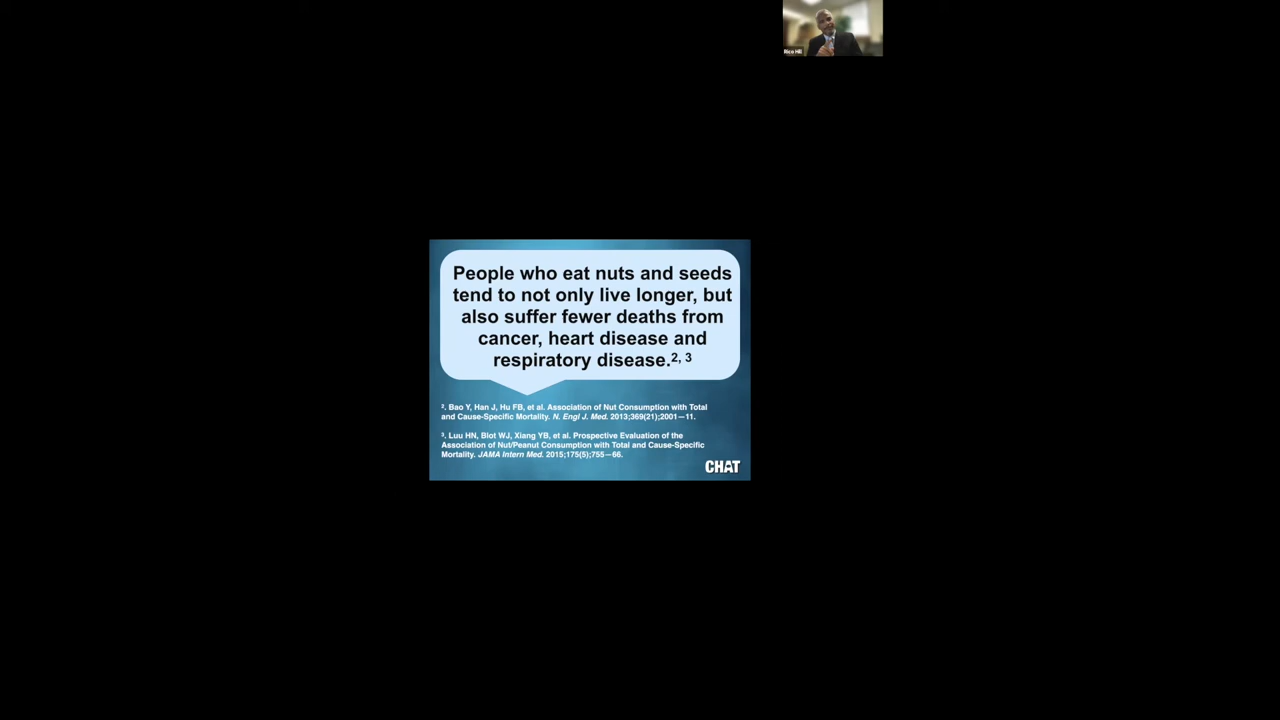 Rico Hill
People who eat nuts and seeds
tend to not only live longer, but
also suffer fewer deaths from
cancer, heart disease and
respiratory disease.2, 3
2. Bao Y, Han J, Hu FB, et al. Association of Nut Consumption with Total
and Cause-Specific Mortality. N. Engl J. Med. 2013;369(21);2001—11.
3. Luu HN, Blot WJ, Xiang YB, et al. Prospective Evaluation of the
Association of Nut/Peanut Consumption with Total and Cause-Specific
Mortality. JAMA Intern Med. 2015;175(5);755—66.
CHAT